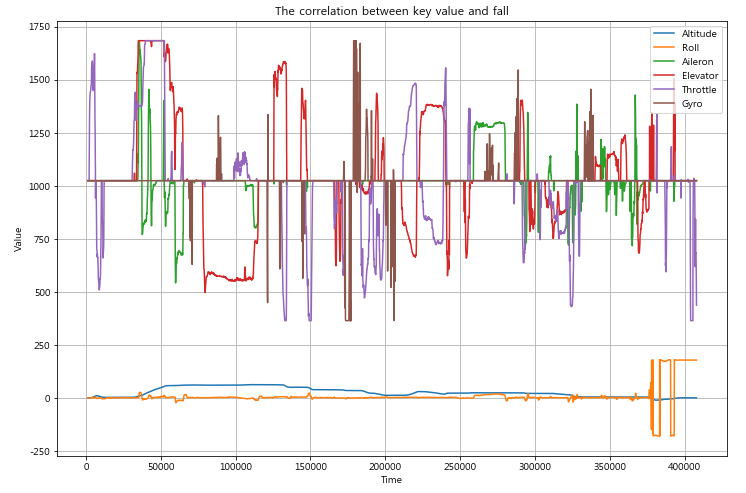 The correlation between key value and fall
Altitude
Roll
Aileron
Elevator
Throttle
Gyro
1750
1500
1250
1000
750
500
250
0
-250
Value
0
50000
100000
150000
200000
250000
300000
350000
400000
Time